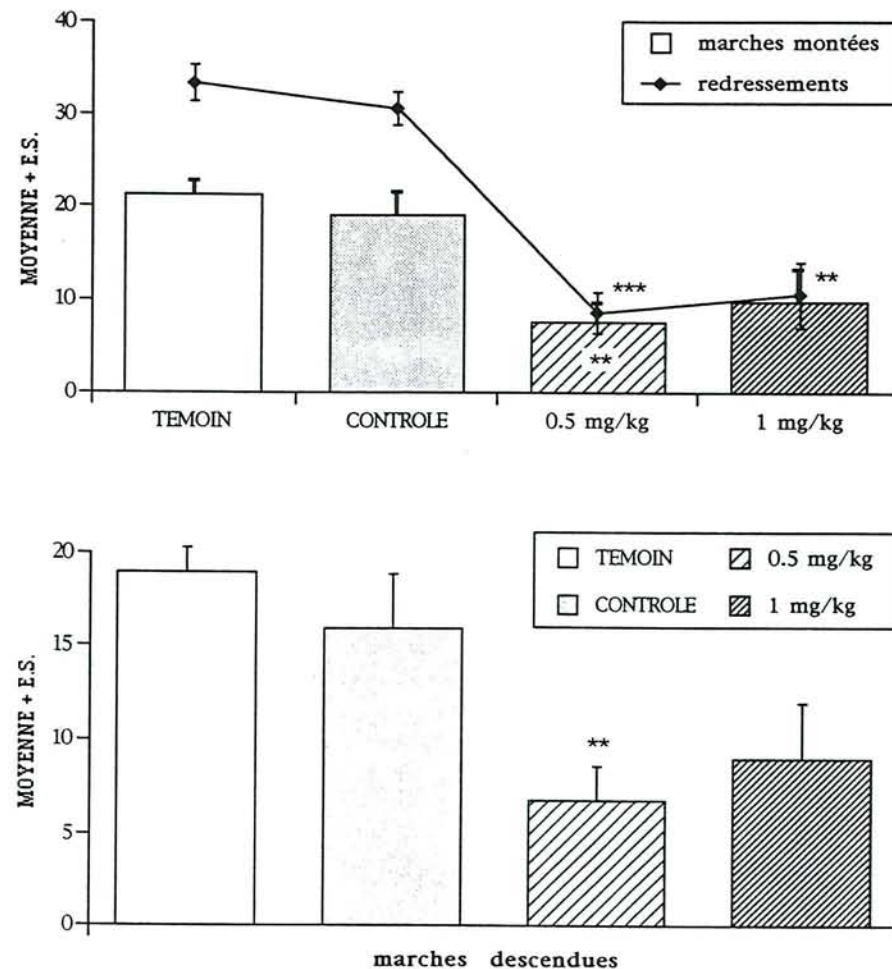 40
30
20
10
0
MOYENNE + E.S.
marches montées
redressements
***
**
**
TEMOIN
CONTROLE
0.5 mg/kg
1 mg/kg
20
15
10
5
0
MOYENNE + E.S.
TEMOIN
0.5 mg/kg
CONTROLE
1 mg/kg
**
marches descendues